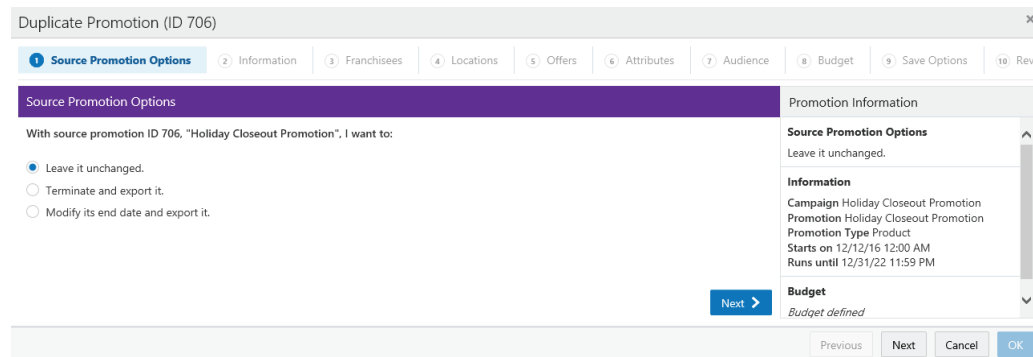 Duplicate Promotion (ID 706)
1 Source Promotion Options 2 Information 3 Franchisees 4 Locations 5 Offers 6 Attributes 7 Audience 8 Budget 9 Save Options 10 Rev
Source Promotion Options
With source promotion ID 706, "Holiday Closeout Promotion", I want to:
Leave it unchanged.
Terminate and export it.
Modify its end date and export it.
Next
Promotion Information
Source Promotion Options
Leave it unchanged.
Information
Campaign Holiday Closeout Promotion
Promotion Holiday Closeout Promotion
Promotion Type Product
Starts on 12/12/16 12:00 AM
Runs until 12/31/22 11:59 PM
Budget
Budget defined
Previous Next Cancel OK